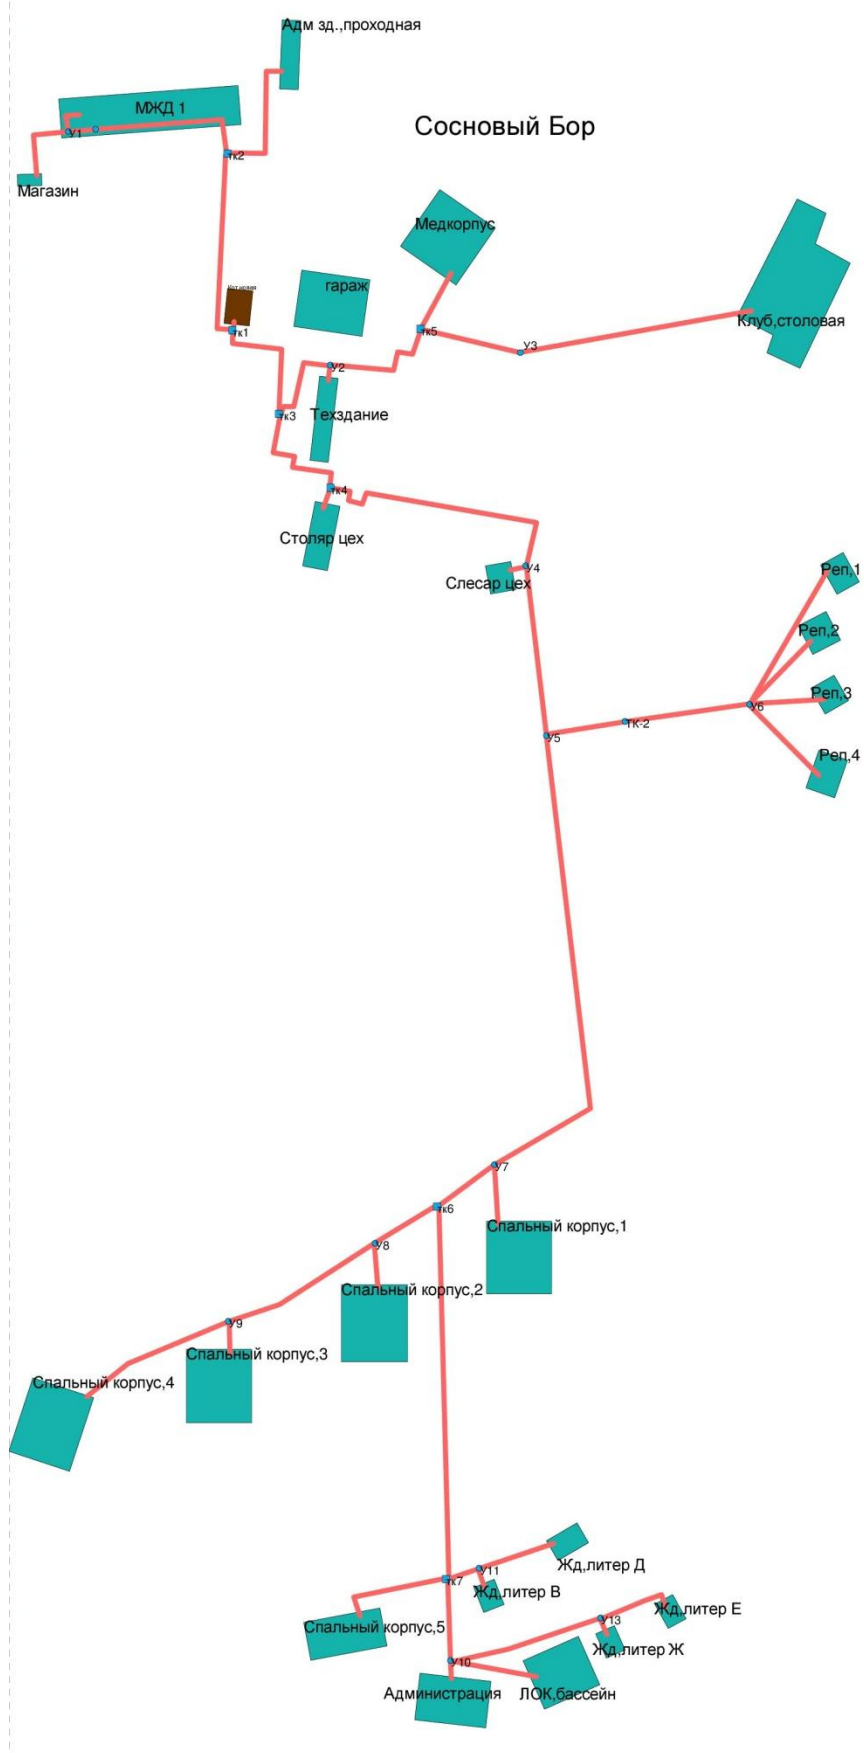 Адм зд.,проходная
МЖД 1
Сосновый Бор
У1
тк2
Магазин
Медкорпус
гараж
Клуб,столовая
тк1
тк5
У3
У2
тк3
Техздание
тк4
Столяр цех
У4
Слесар цех
Реп,1
Реп,2
Реп,3
У6
ТК-2
У5
Реп,4
У7
тк6
Спальный корпус,1
У8
Спальный корпус,2
У9
Спальный корпус,3
Спальный корпус,4
Жд,литер Д
У11
тк7
Жд,литер В
Жд,литер Е
У13
Спальный корпус,5
Жд,литер Ж
У10
Администрация
ЛОК,бассейн